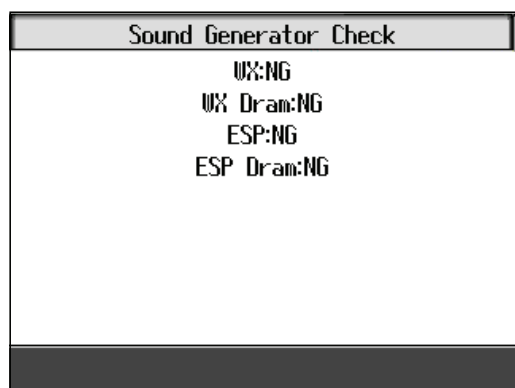 Sound Generator Check
WX:NG
WX Dram:NG
ESP:NG
ESP Dram:NG